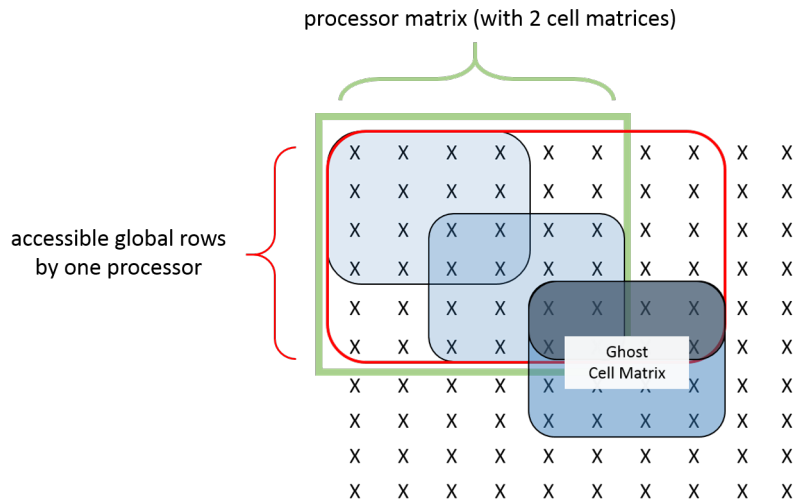 processor matrix (with 2 cell matrices)
X X X X X X X X X X
X X X X X X X X X X
accessible global rows
by one processor
X X X X X X X X X X
X X X X X X X X X X
X X X X X X X X X X
X X X X X X X X
Ghost
Cell Matrix
X X X X X X X X
X X X X X X X X X X
X X X X X X X X X X
X X X X X X X X X X